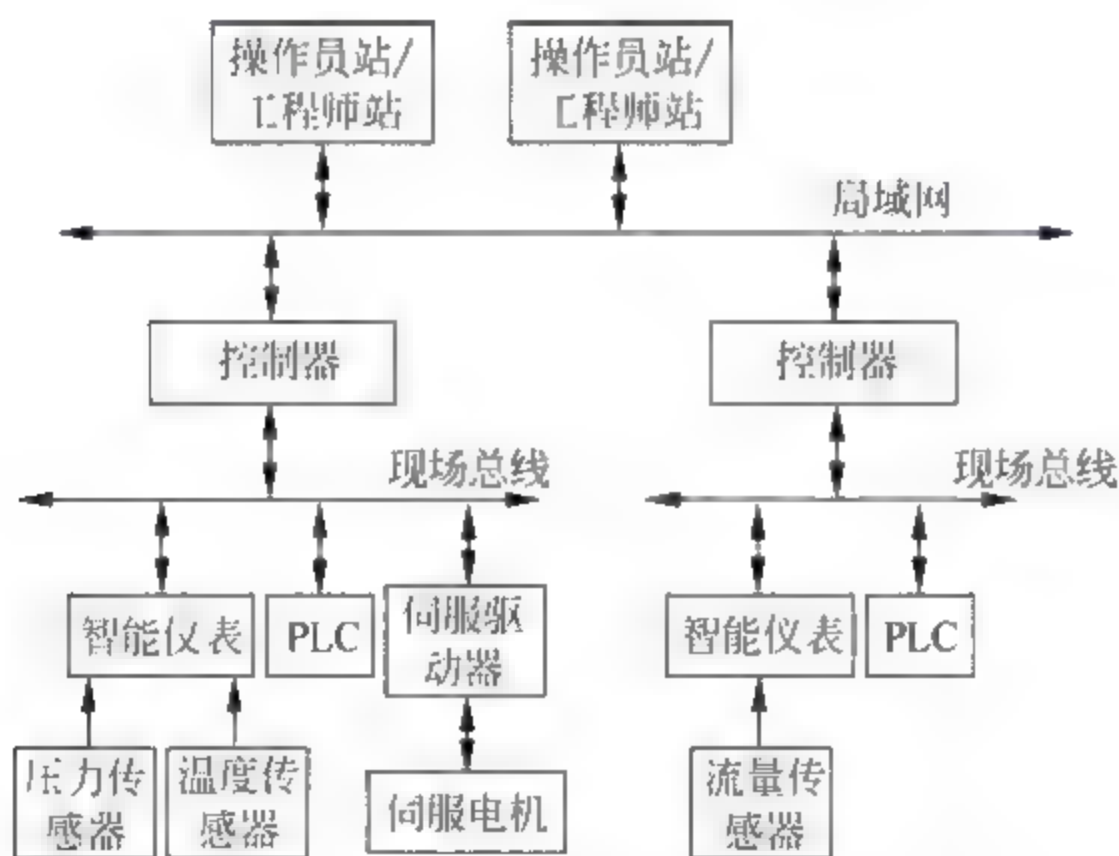 操作员站/
工程师站
操作员站/
工程师站
局域网
控制器
控制器
现场总线
现场总线
智能仪表
PLC
伺服驱
动器
智能仪表
PLC
压力传
感器
温度传
感器
伺服电机
流量传
感器